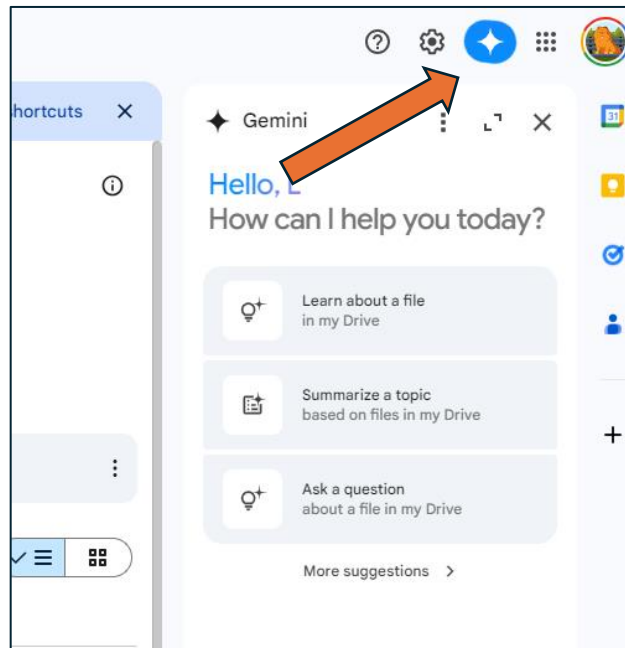 hortcuts
Gemini
Hello,
How can I help you today?
Learn about a file
in my Drive
Summarize a topic
based on files in my Drive
Ask a question
about a file in my Drive
More suggestions
31